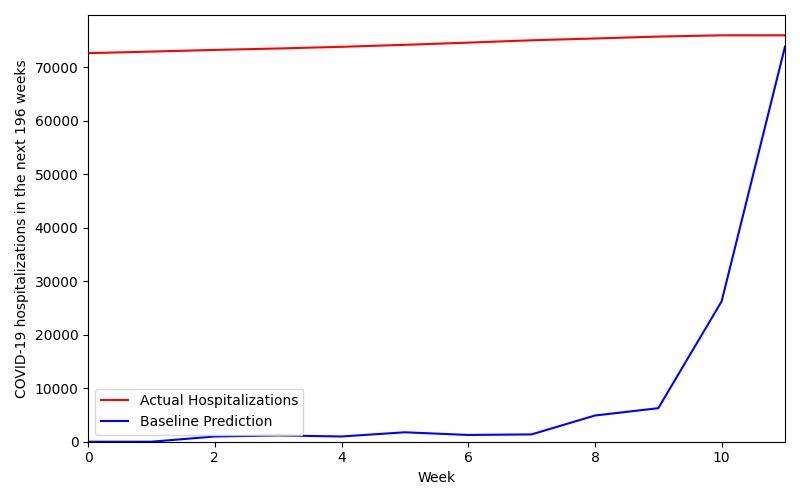 COVID-19 hospitalizations in the next 196 weeks
70000
60000
50000
40000
30000
20000
10000
0
Actual Hospitalizations
Baseline Prediction
0 2 4 6 8 10
Week